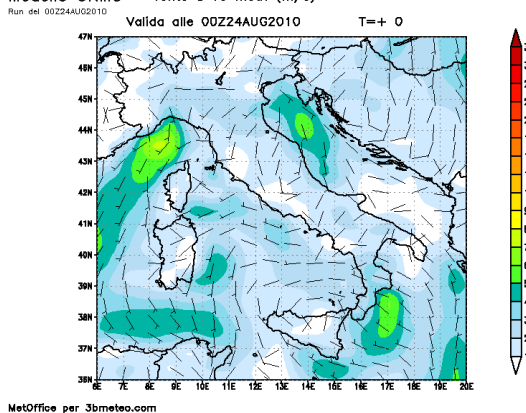 Run del 00Z24AUG2010
Valida alle 00Z24AUG2010 T=+ 0
47N
46N
45N
44N
43N
42N
41N
40N
39N
38N
37N
36N
6E 7E 8E 9E 10E 11E 12E 13E 14E 15E 16E 17E 18E 19E 20E
MetOffice per 3bmeteo.com